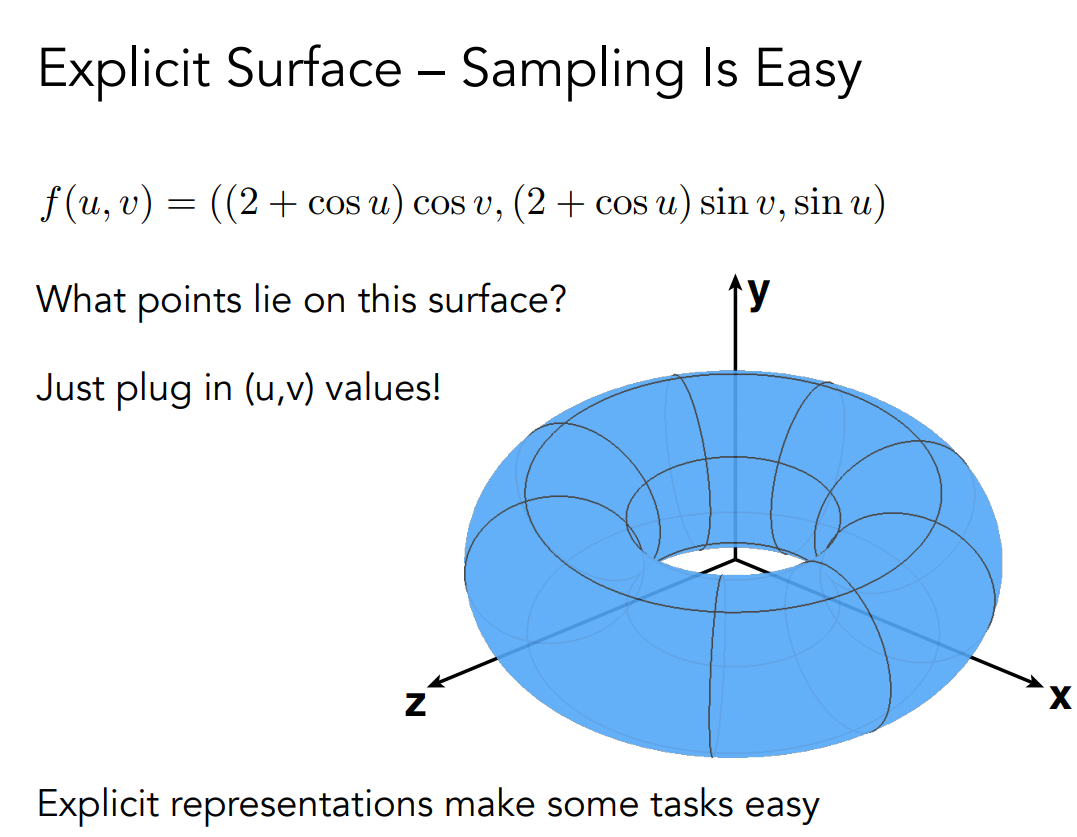 Explicit Surface – Sampling Is Easy
f(u, v) = ((2 + cos u) cos v, (2 + cos u) sin v, sin u)
What points lie on this surface?
Just plug in (u,v) values!
y
z
x
Explicit representations make some tasks easy